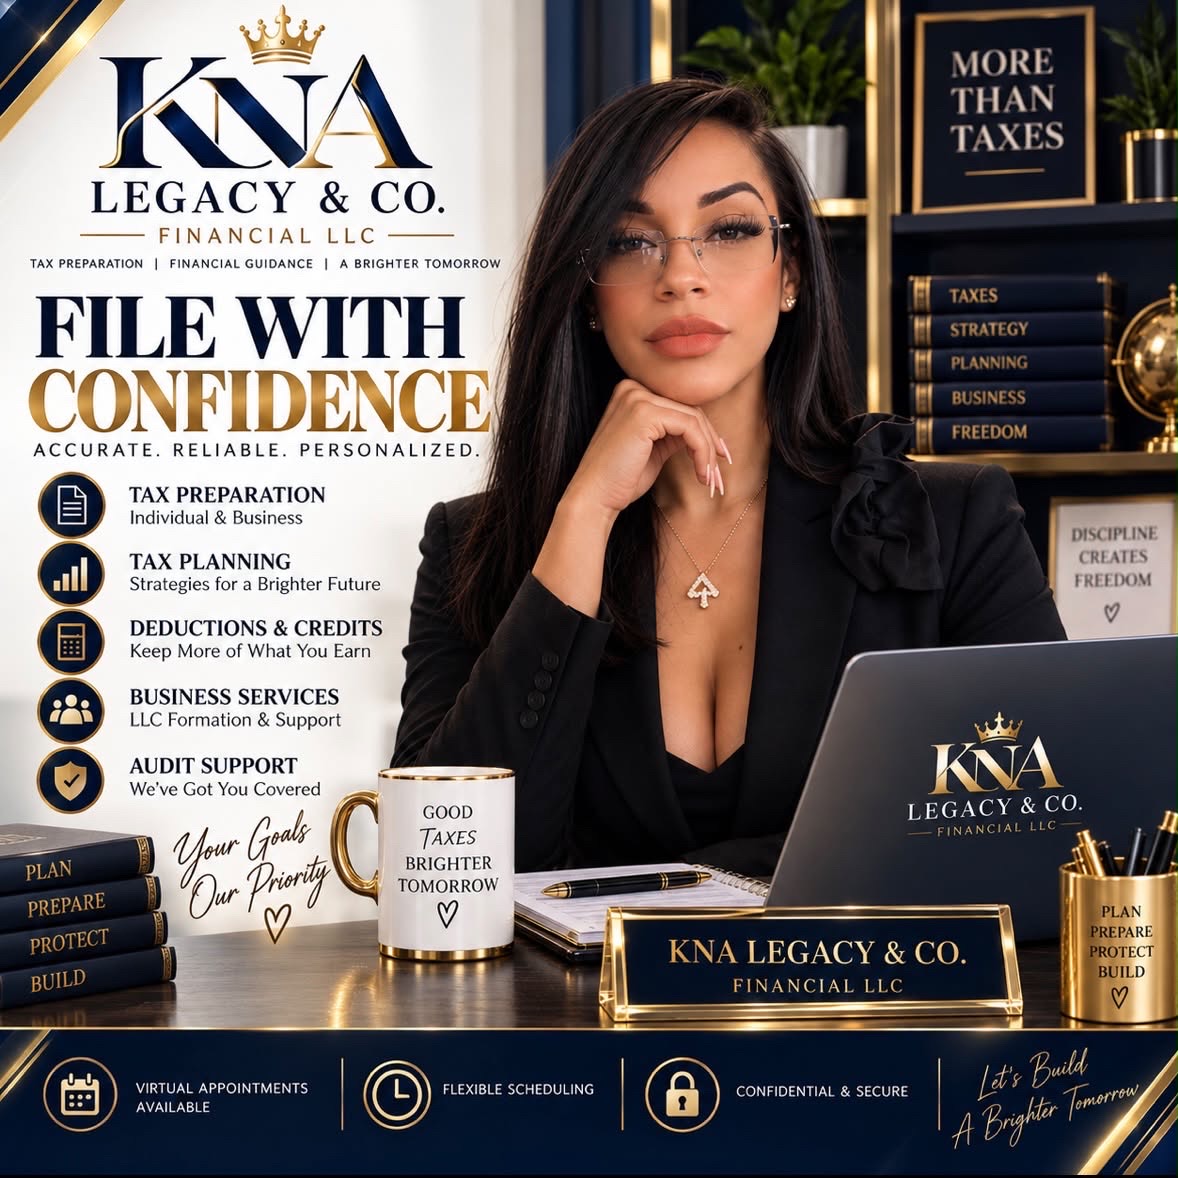 KNA
LEGACY & CO.
FINANCIAL LLC
TAX PREPARATION | FINANCIAL GUIDANCE | A BRIGHTER TOMORROW
FILE WITH
CONFIDENCE
ACCURATE. RELIABLE. PERSONALIZED.
TAX PREPARATION
Individual & Business
TAX PLANNING
Strategies for a Brighter Future
DEDUCTIONS & CREDITS
Keep More of What You Earn
BUSINESS SERVICES
LLC Formation & Support
AUDIT SUPPORT
We've Got You Covered
Your Goals
Our Priority
PLAN
PREPARE
PROTECT
BUILD
GOOD
TAXES
BRIGHTER
TOMORROW
MORE
THAN
TAXES
TAXES
STRATEGY
PLANNING
BUSINESS
FREEDOM
DISCIPLINE
CREATES
FREEDOM
KNA
LEGACY & CO.
FINANCIAL LLC
KNA LEGACY & CO.
FINANCIAL LLC
PLAN
PREPARE
PROTECT
BUILD
VIRTUAL APPOINTMENTS
AVAILABLE
FLEXIBLE SCHEDULING
CONFIDENTIAL & SECURE
Let's Build
A Brighter Tomorrow